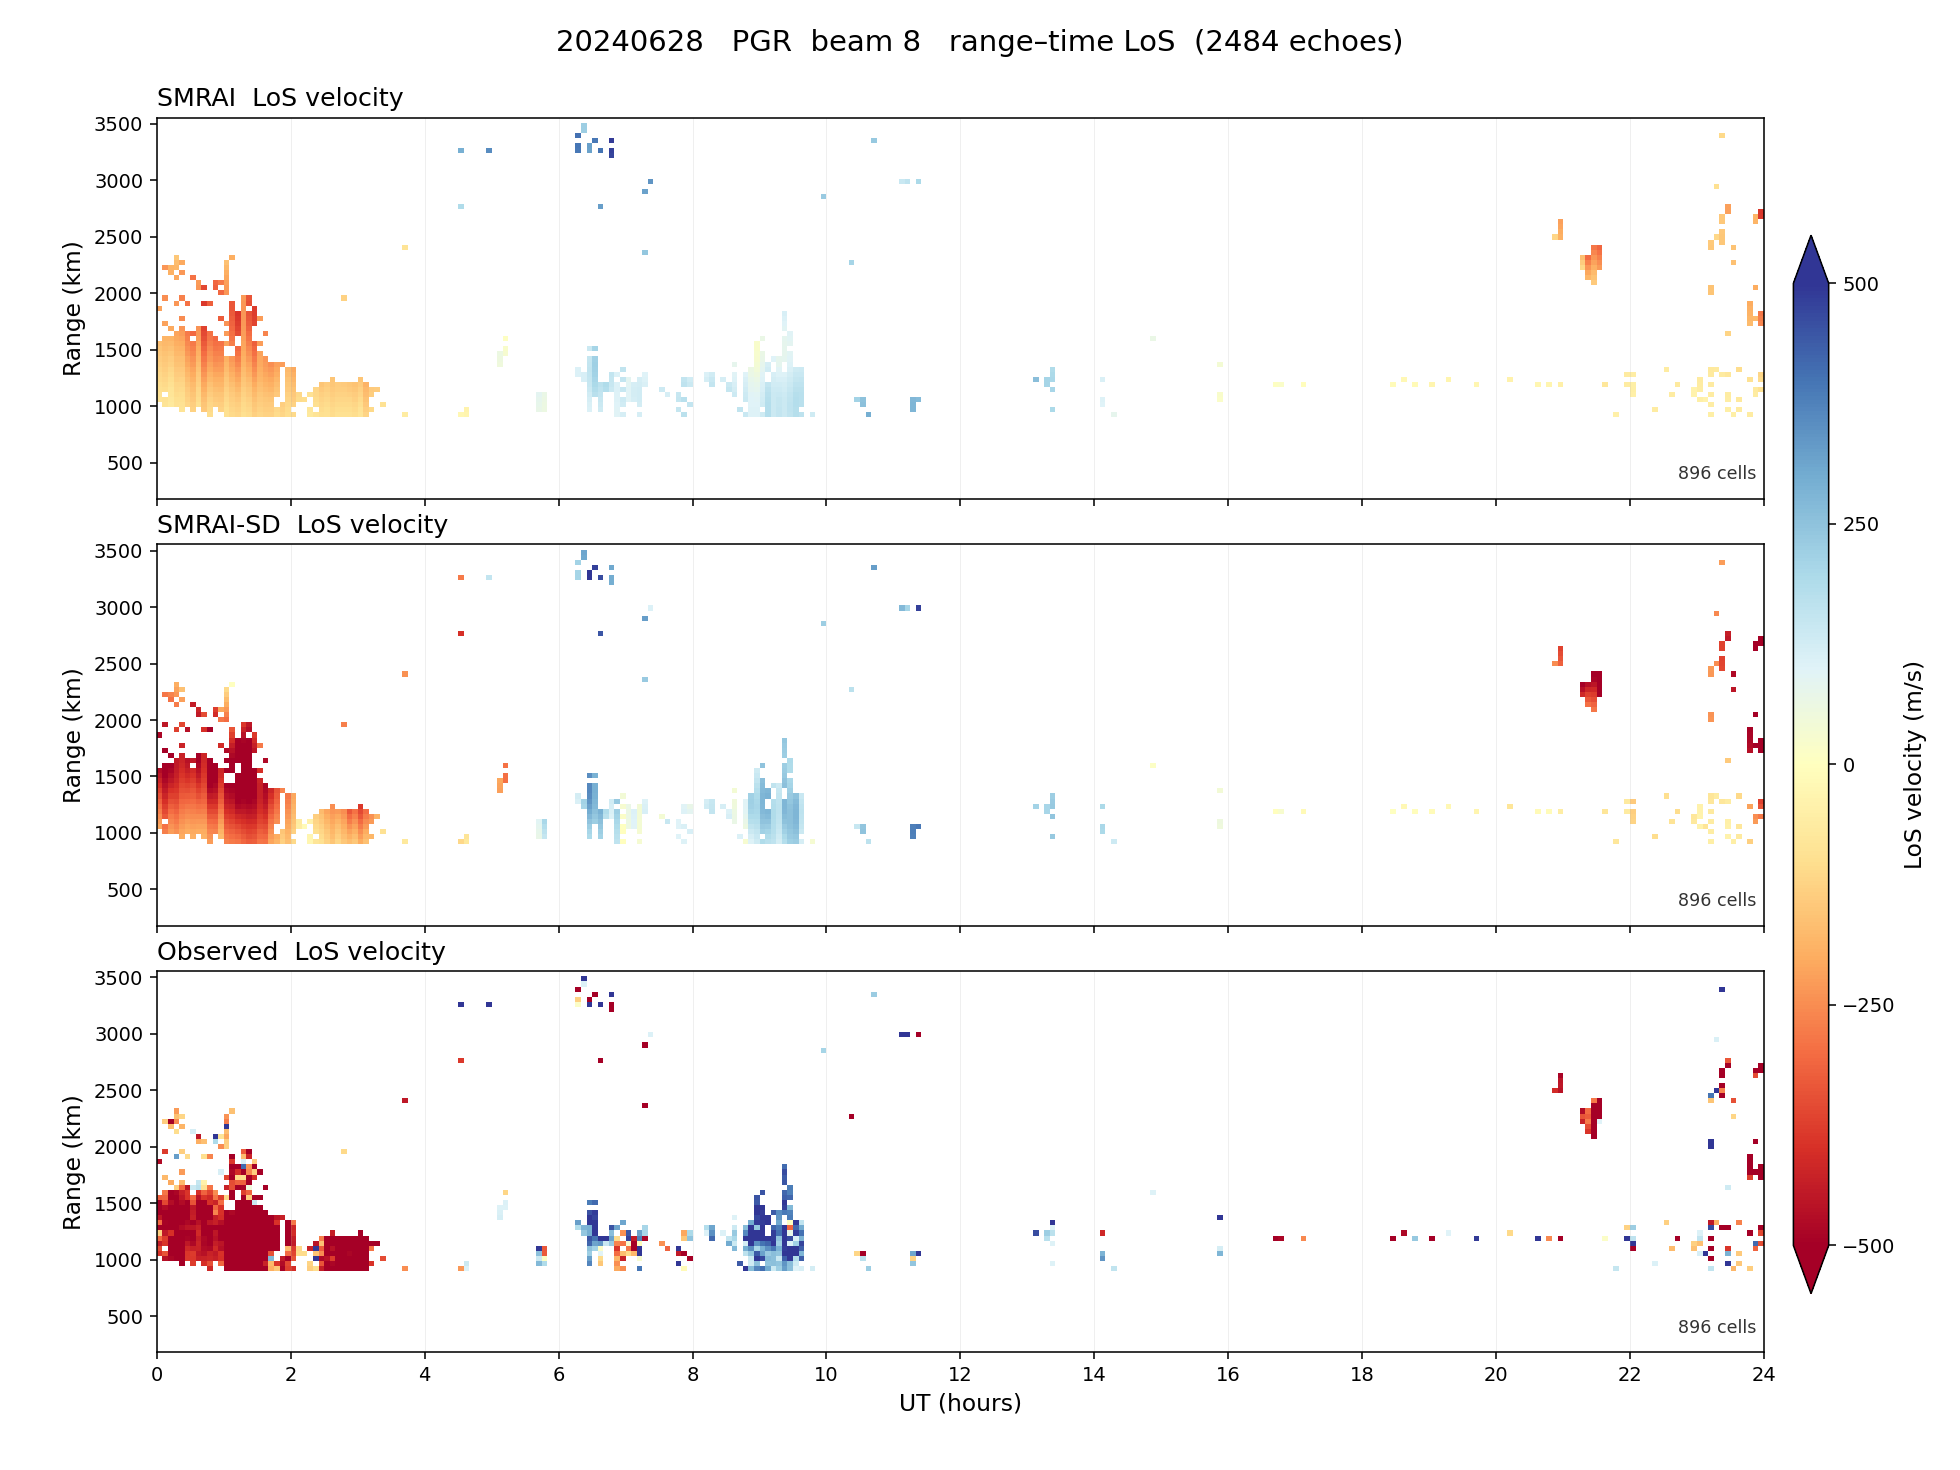 20240628   PGR  beam 8   range–time LoS  (2484 echoes)
SMRAI  LoS velocity
3500
3000
2500
2000
1500
1000
500
Range (km)
896 cells
SMRAI-SD  LoS velocity
3500
3000
2500
2000
1500
1000
500
Range (km)
896 cells
Observed  LoS velocity
3500
3000
2500
2000
1500
1000
500
Range (km)
896 cells
0 2 4 6 8 10 12 14 16 18 20 22 24
UT (hours)
500
250
0
−250
−500
LoS velocity (m/s)